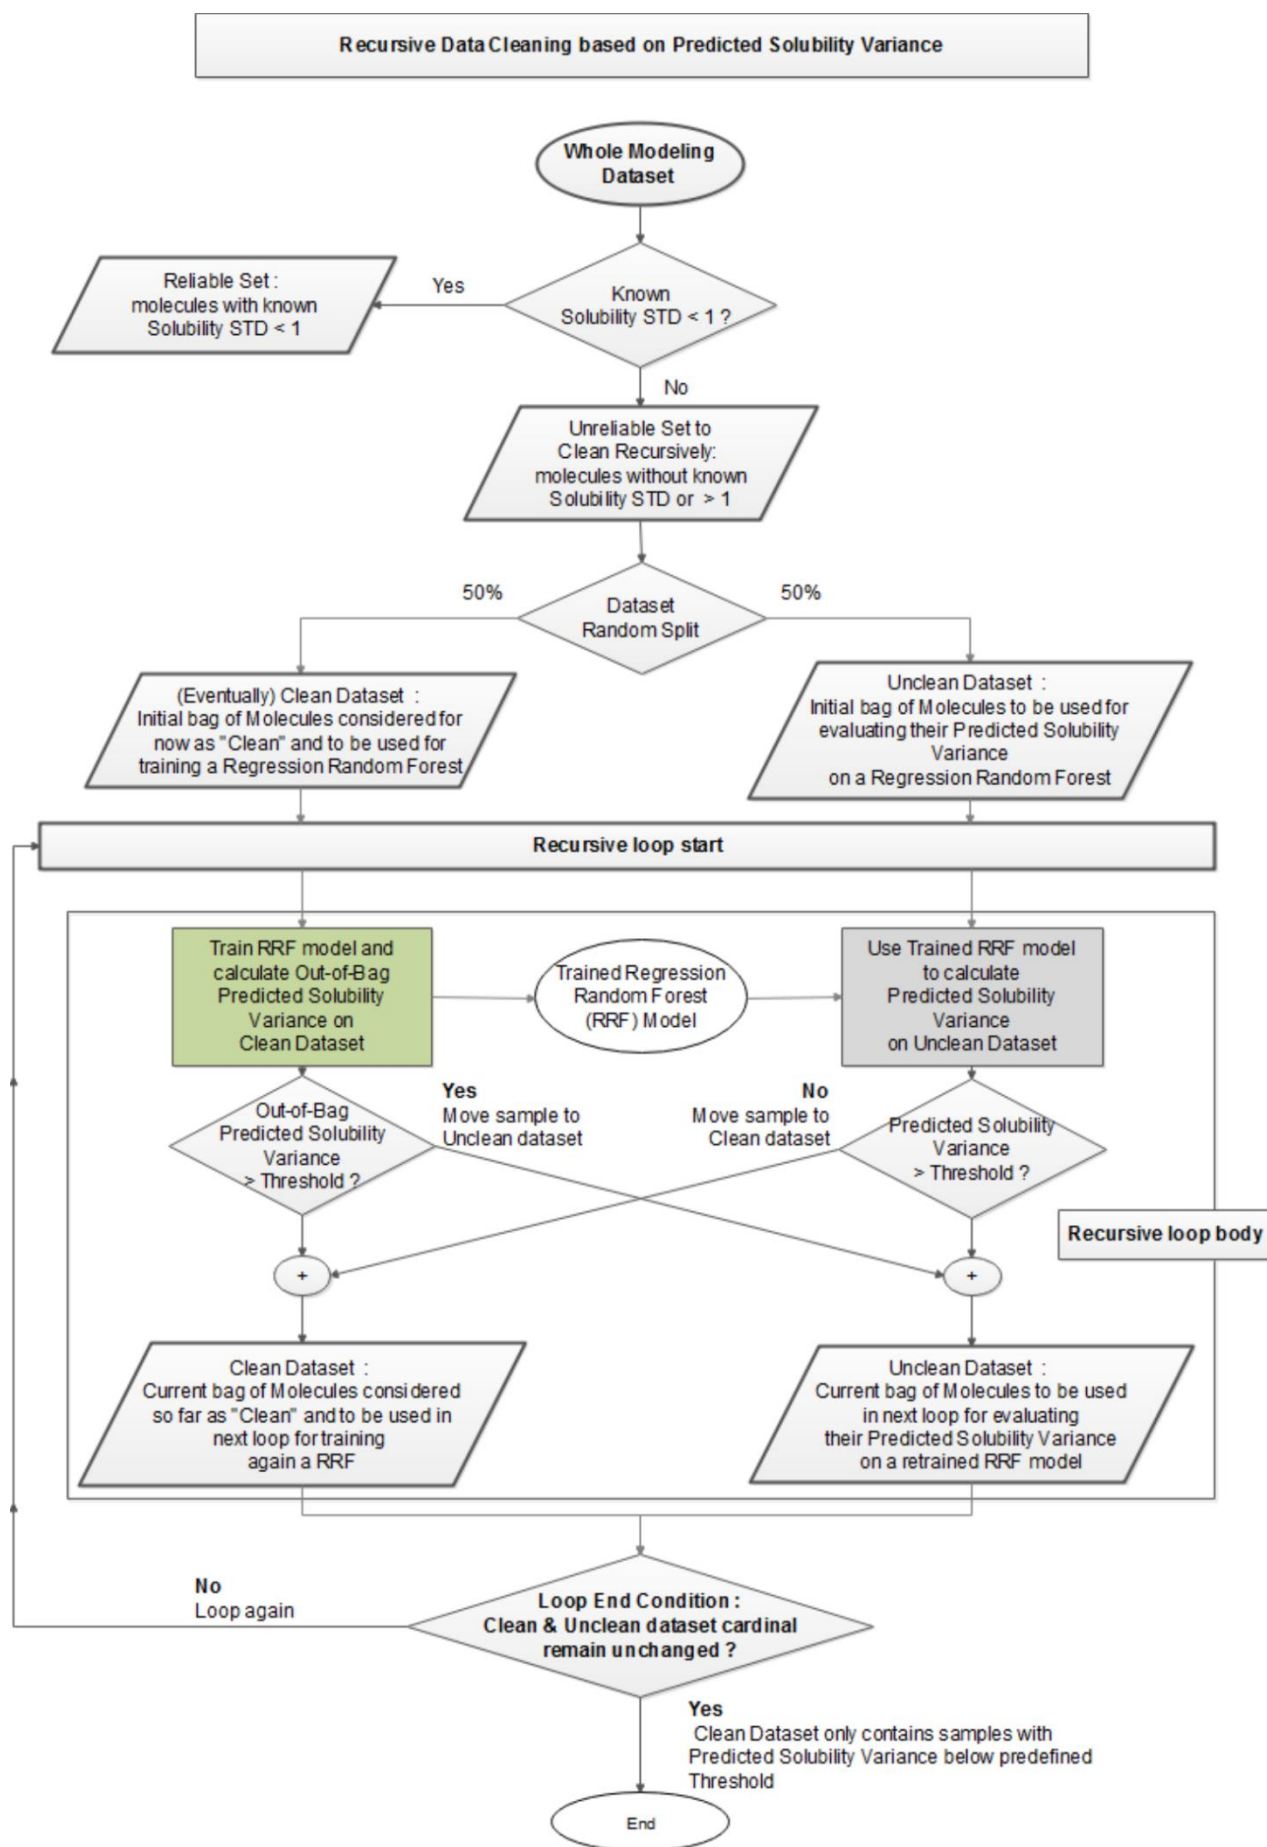 Recursive Data Cleaning based on Predicted Solubility Variance
Whole Modeling
Dataset
Known
Solubility STD < 1 ?
Yes
Reliable Set :
molecules with known
Solubility STD < 1
No
Unreliable Set to
Clean Recursively:
molecules without known
Solubility STD or > 1
Dataset
Random Split
50%
50%
(Eventually) Clean Dataset :
Initial bag of Molecules considered for
now as "Clean" and to be used for
training a Regression Random Forest
Unclean Dataset :
Initial bag of Molecules to be used for
evaluating their Predicted Solubility
Variance
on a Regression Random Forest
Recursive loop start
Train RRF model and
calculate Out-of-Bag
Predicted Solubility
Variance on
Clean Dataset
Trained Regression
Random Forest
(RRF) Model
Use Trained RRF model
to calculate
Predicted Solubility
Variance
on Unclean Dataset
Out-of-Bag
Predicted Solubility
Variance
> Threshold ?
Yes
Move sample to
Unclean dataset
No
Move sample to
Clean dataset
Predicted Solubility
Variance
> Threshold ?
Recursive loop body
+
+
Clean Dataset :
Current bag of Molecules considered
so far as "Clean" and to be used in
next loop for training
again a RRF
Unclean Dataset :
Current bag of Molecules to be used
in next loop for evaluating
their Predicted Solubility Variance
on a retrained RRF model
No
Loop again
Loop End Condition :
Clean & Unclean dataset cardinal
remain unchanged ?
Yes
Clean Dataset only contains samples with
Predicted Solubility Variance below predefined
Threshold
End